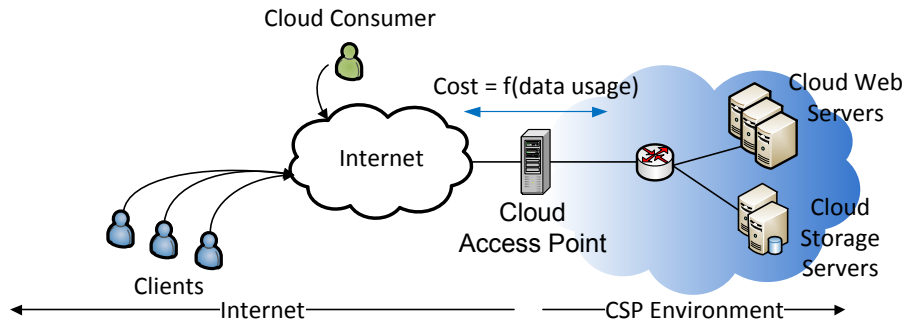 Cloud Consumer
Cost = f(data usage)
Cloud Web
Servers
Internet
Cloud
Access Point
Cloud
Storage
Servers
Clients
Internet
CSP Environment